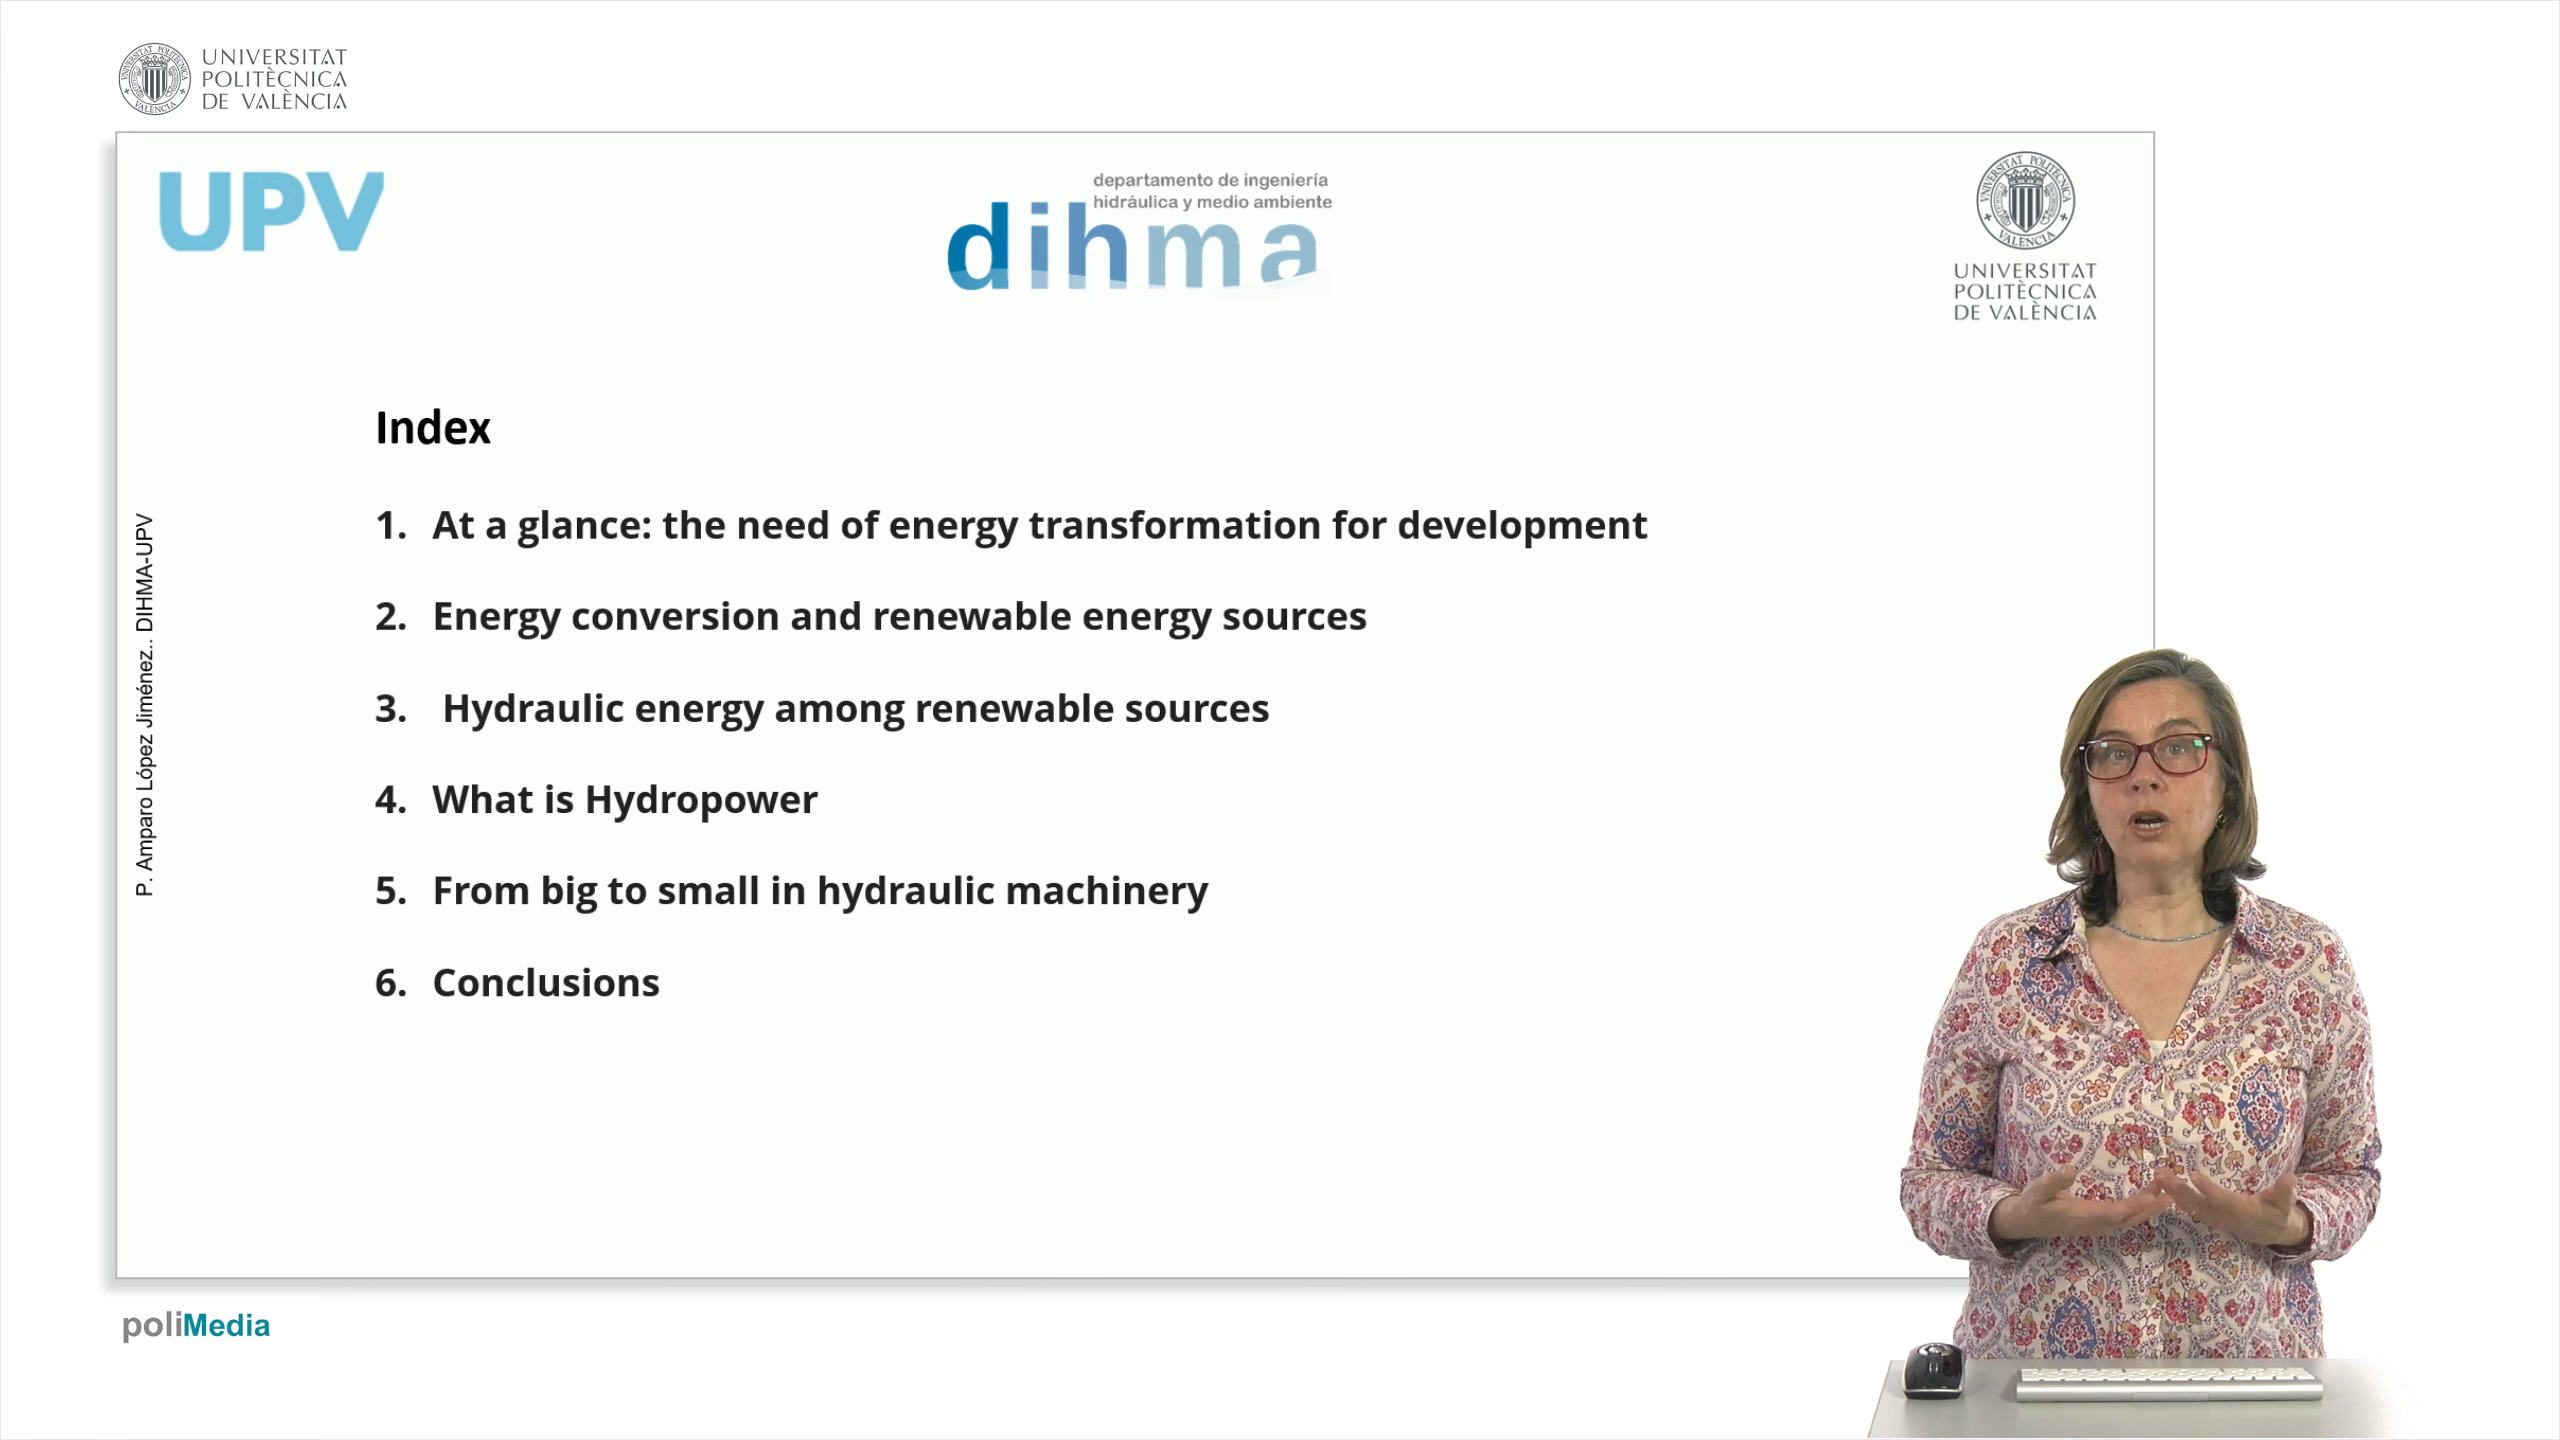 UNIVERSITAT
POLITÈCNICA
DE VALÈNCIA
UPV
departamento de ingeniería
hidráulica y medio ambiente
dihma
UNIVERSITAT
POLITÈCNICA
DE VALÈNCIA
Index
1. At a glance: the need of energy transformation for development
2. Energy conversion and renewable energy sources
3. Hydraulic energy among renewable sources
4. What is Hydropower
5. From big to small in hydraulic machinery
6. Conclusions
P. Amparo López Jiménez.. DIHMA-UPV
poliMedia